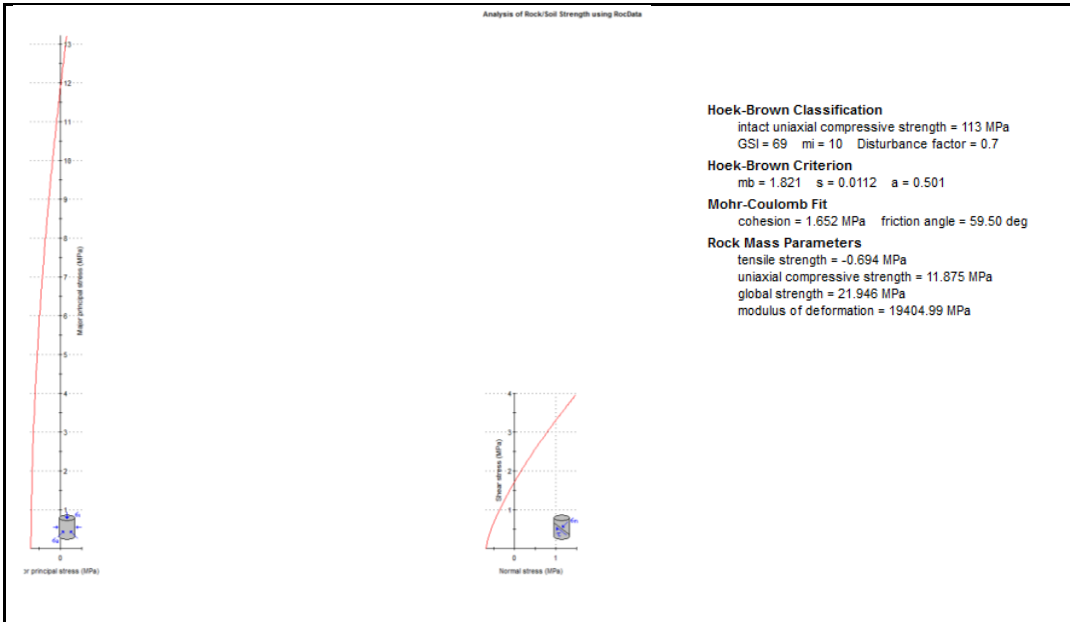 Analysis of Rock/Soil Strength using RocData
13
12
11
10
9
8
7
6
5
4
3
2
1
Major principal stress (MPa)
0
or principal stress (MPa)
4
3
2
1
Shear stress (MPa)
0 1
Normal stress (MPa)
Hoek-Brown Classification
intact uniaxial compressive strength = 113 MPa
GSI = 69 mi = 10 Disturbance factor = 0.7
Hoek-Brown Criterion
mb = 1.821 s = 0.0112 a = 0.501
Mohr-Coulomb Fit
cohesion = 1.652 MPa friction angle = 59.50 deg
Rock Mass Parameters
tensile strength = -0.694 MPa
uniaxial compressive strength = 11.875 MPa
global strength = 21.946 MPa
modulus of deformation = 19404.99 MPa